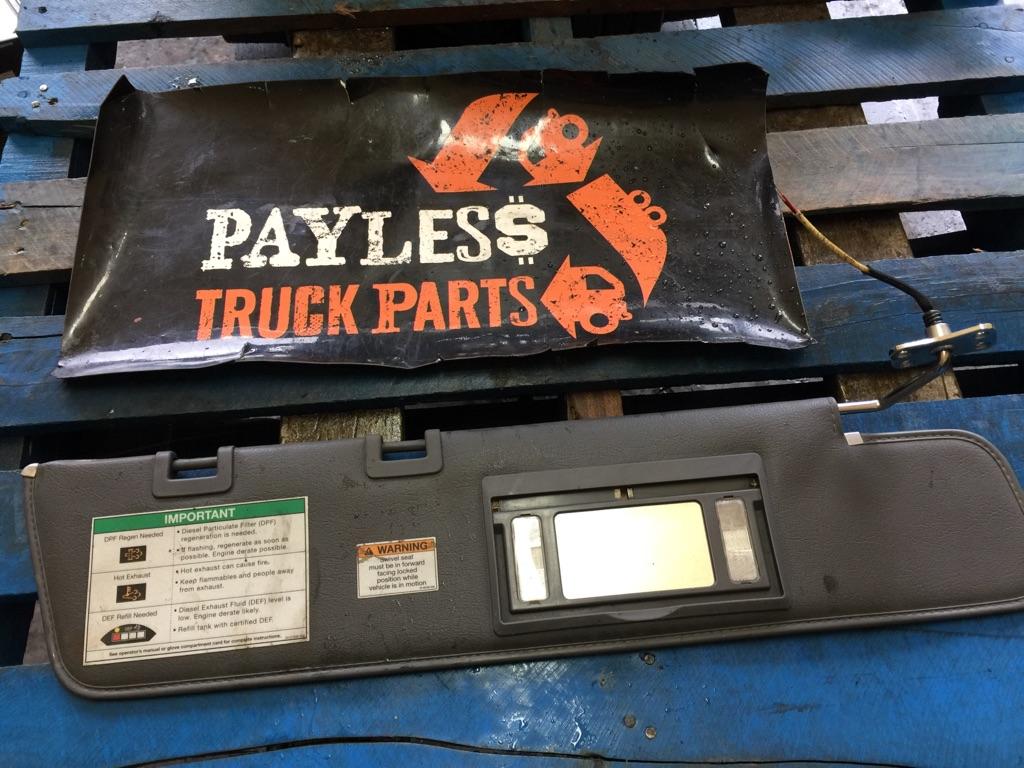 PAYLES$
TRUCK PARTS
IMPORTANT
DPF Regen Needed
• Diesel Particulate Filter (DPF)
regeneration is needed.
• If flashing, regenerate as soon as
possible. Engine derate possible.
Hot Exhaust
• Hot exhaust can cause fire.
• Keep flammables and people away
from exhaust.
DEF Refill Needed
• Diesel Exhaust Fluid (DEF) level is
low. Engine derate likely.
• Refill tank with certified DEF.
See operator's manual or glove compartment card for complete instructions.
WARNING
Swivel seat
must be in forward
facing locked
position while
vehicle is in motion